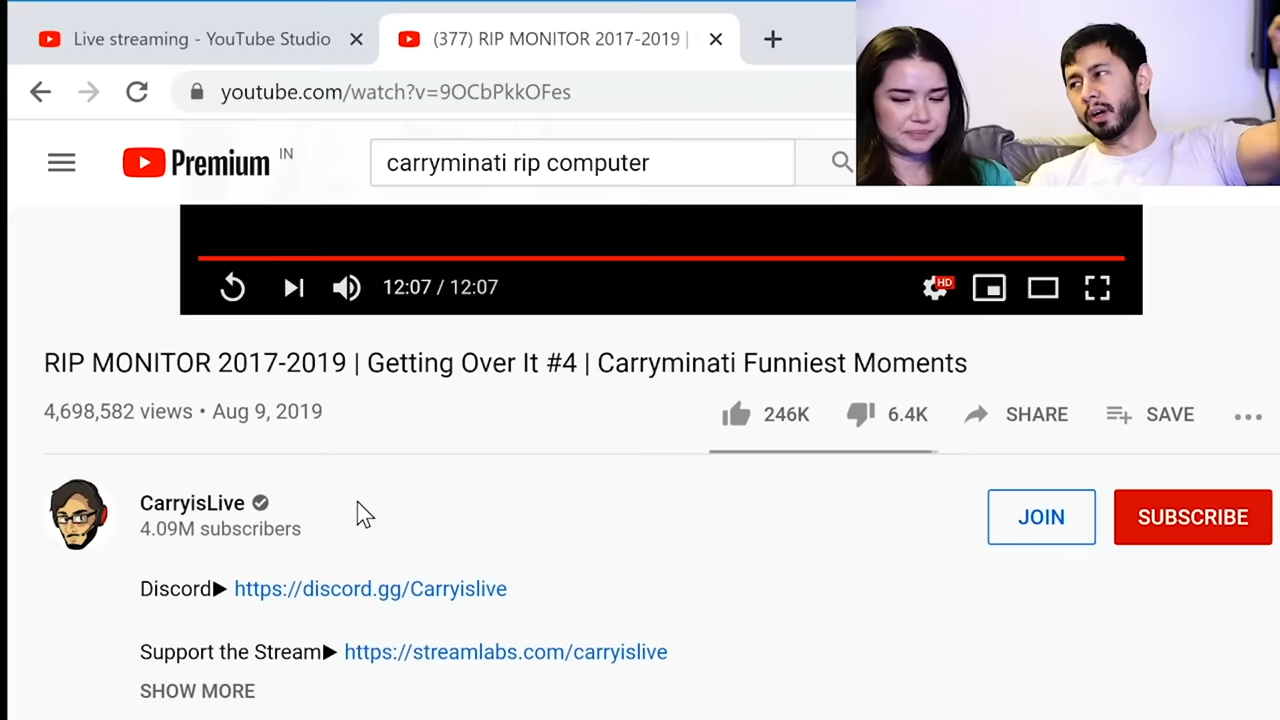 Live streaming - YouTube Studio
(377) RIP MONITOR 2017-2019 |
youtube.com/watch?v=9OCbPkkOFes
Premium IN
carryminati rip computer
12:07 / 12:07
HD
RIP MONITOR 2017-2019 | Getting Over It #4 | Carryminati Funniest Moments
4,698,582 views • Aug 9, 2019
246K 6.4K SHARE SAVE
CarryisLive
4.09M subscribers
JOIN SUBSCRIBE
Discord▶ https://discord.gg/Carryislive
Support the Stream▶ https://streamlabs.com/carryislive
SHOW MORE